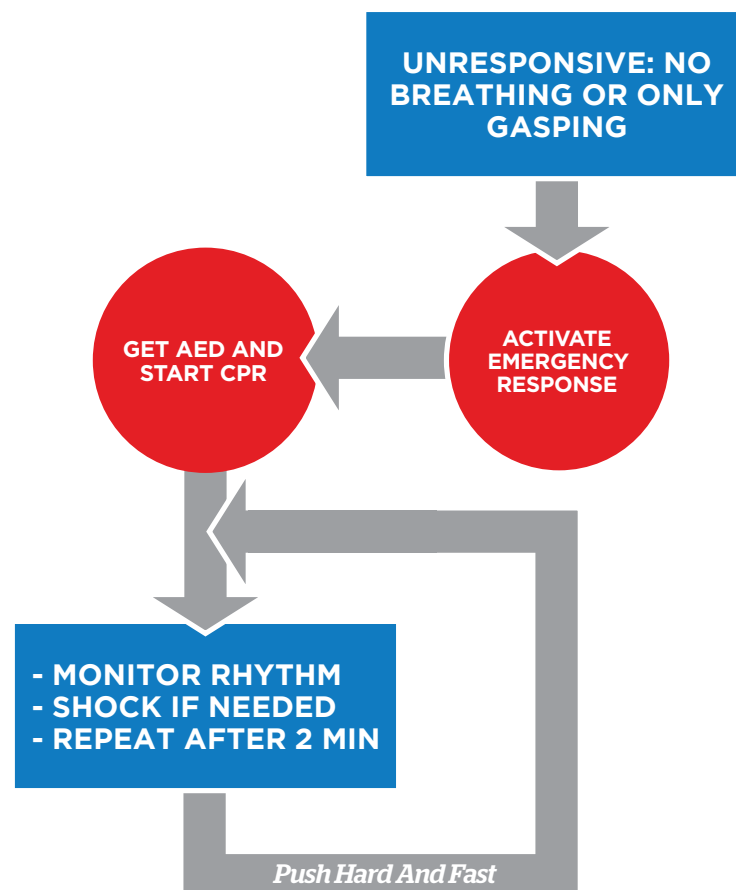 UNRESPONSIVE: NO
BREATHING OR ONLY
GASPING
ACTIVATE
EMERGENCY
RESPONSE
GET AED AND
START CPR
- MONITOR RHYTHM
- SHOCK IF NEEDED
- REPEAT AFTER 2 MIN
Push Hard And Fast